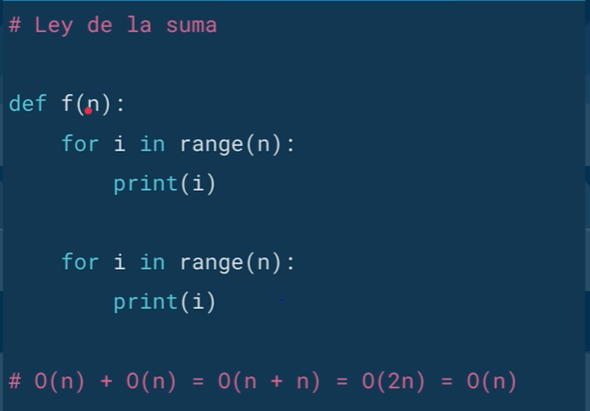 # Ley de la suma
def f(n):
    for i in range(n):
        print(i)
    for i in range(n):
        print(i)
# O(n) + O(n) = O(n + n) = O(2n) = O(n)